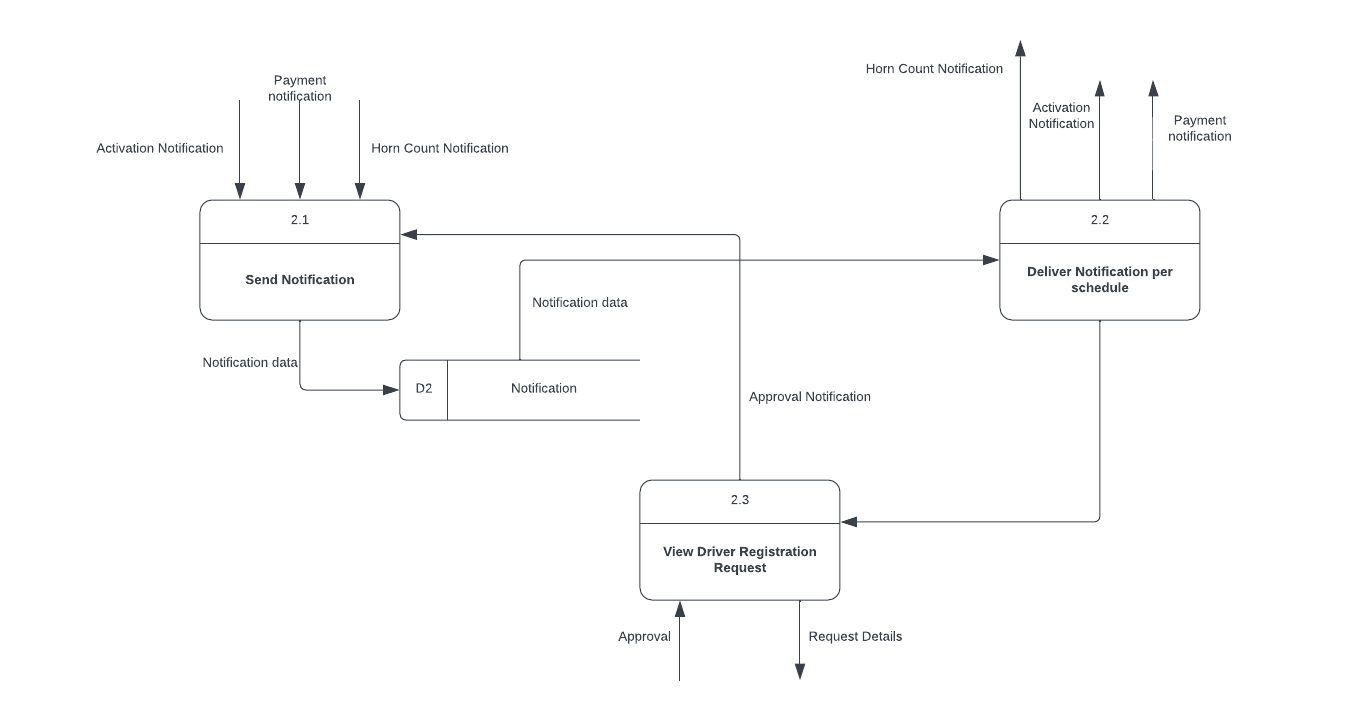 Horn Count Notification
Payment
notification
Activation
Notification
Payment
notification
Activation Notification
Horn Count Notification
2.1
Send Notification
2.2
Deliver Notification per
schedule
Notification data
Notification data
D2
Notification
Approval Notification
2.3
View Driver Registration
Request
Approval
Request Details